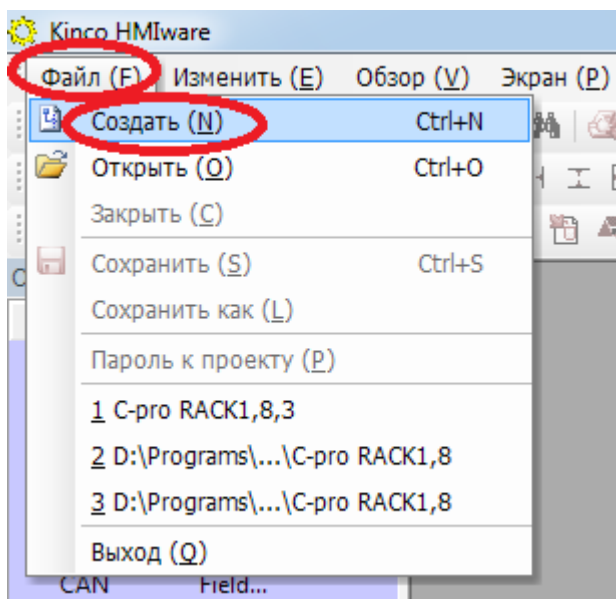 Kinco HMIware
Файл (F) Изменить (E) Обзор (V) Экран (P)
Создать (N) Ctrl+N
Открыть (O) Ctrl+O
Закрыть (C)
Сохранить (S) Ctrl+S
Сохранить как (L)
Пароль к проекту (P)
1 C-pro RACK1,8,3
2 D:\Programs\...\C-pro RACK1,8
3 D:\Programs\...\C-pro RACK1,8
Выход (Q)
CAN Field...